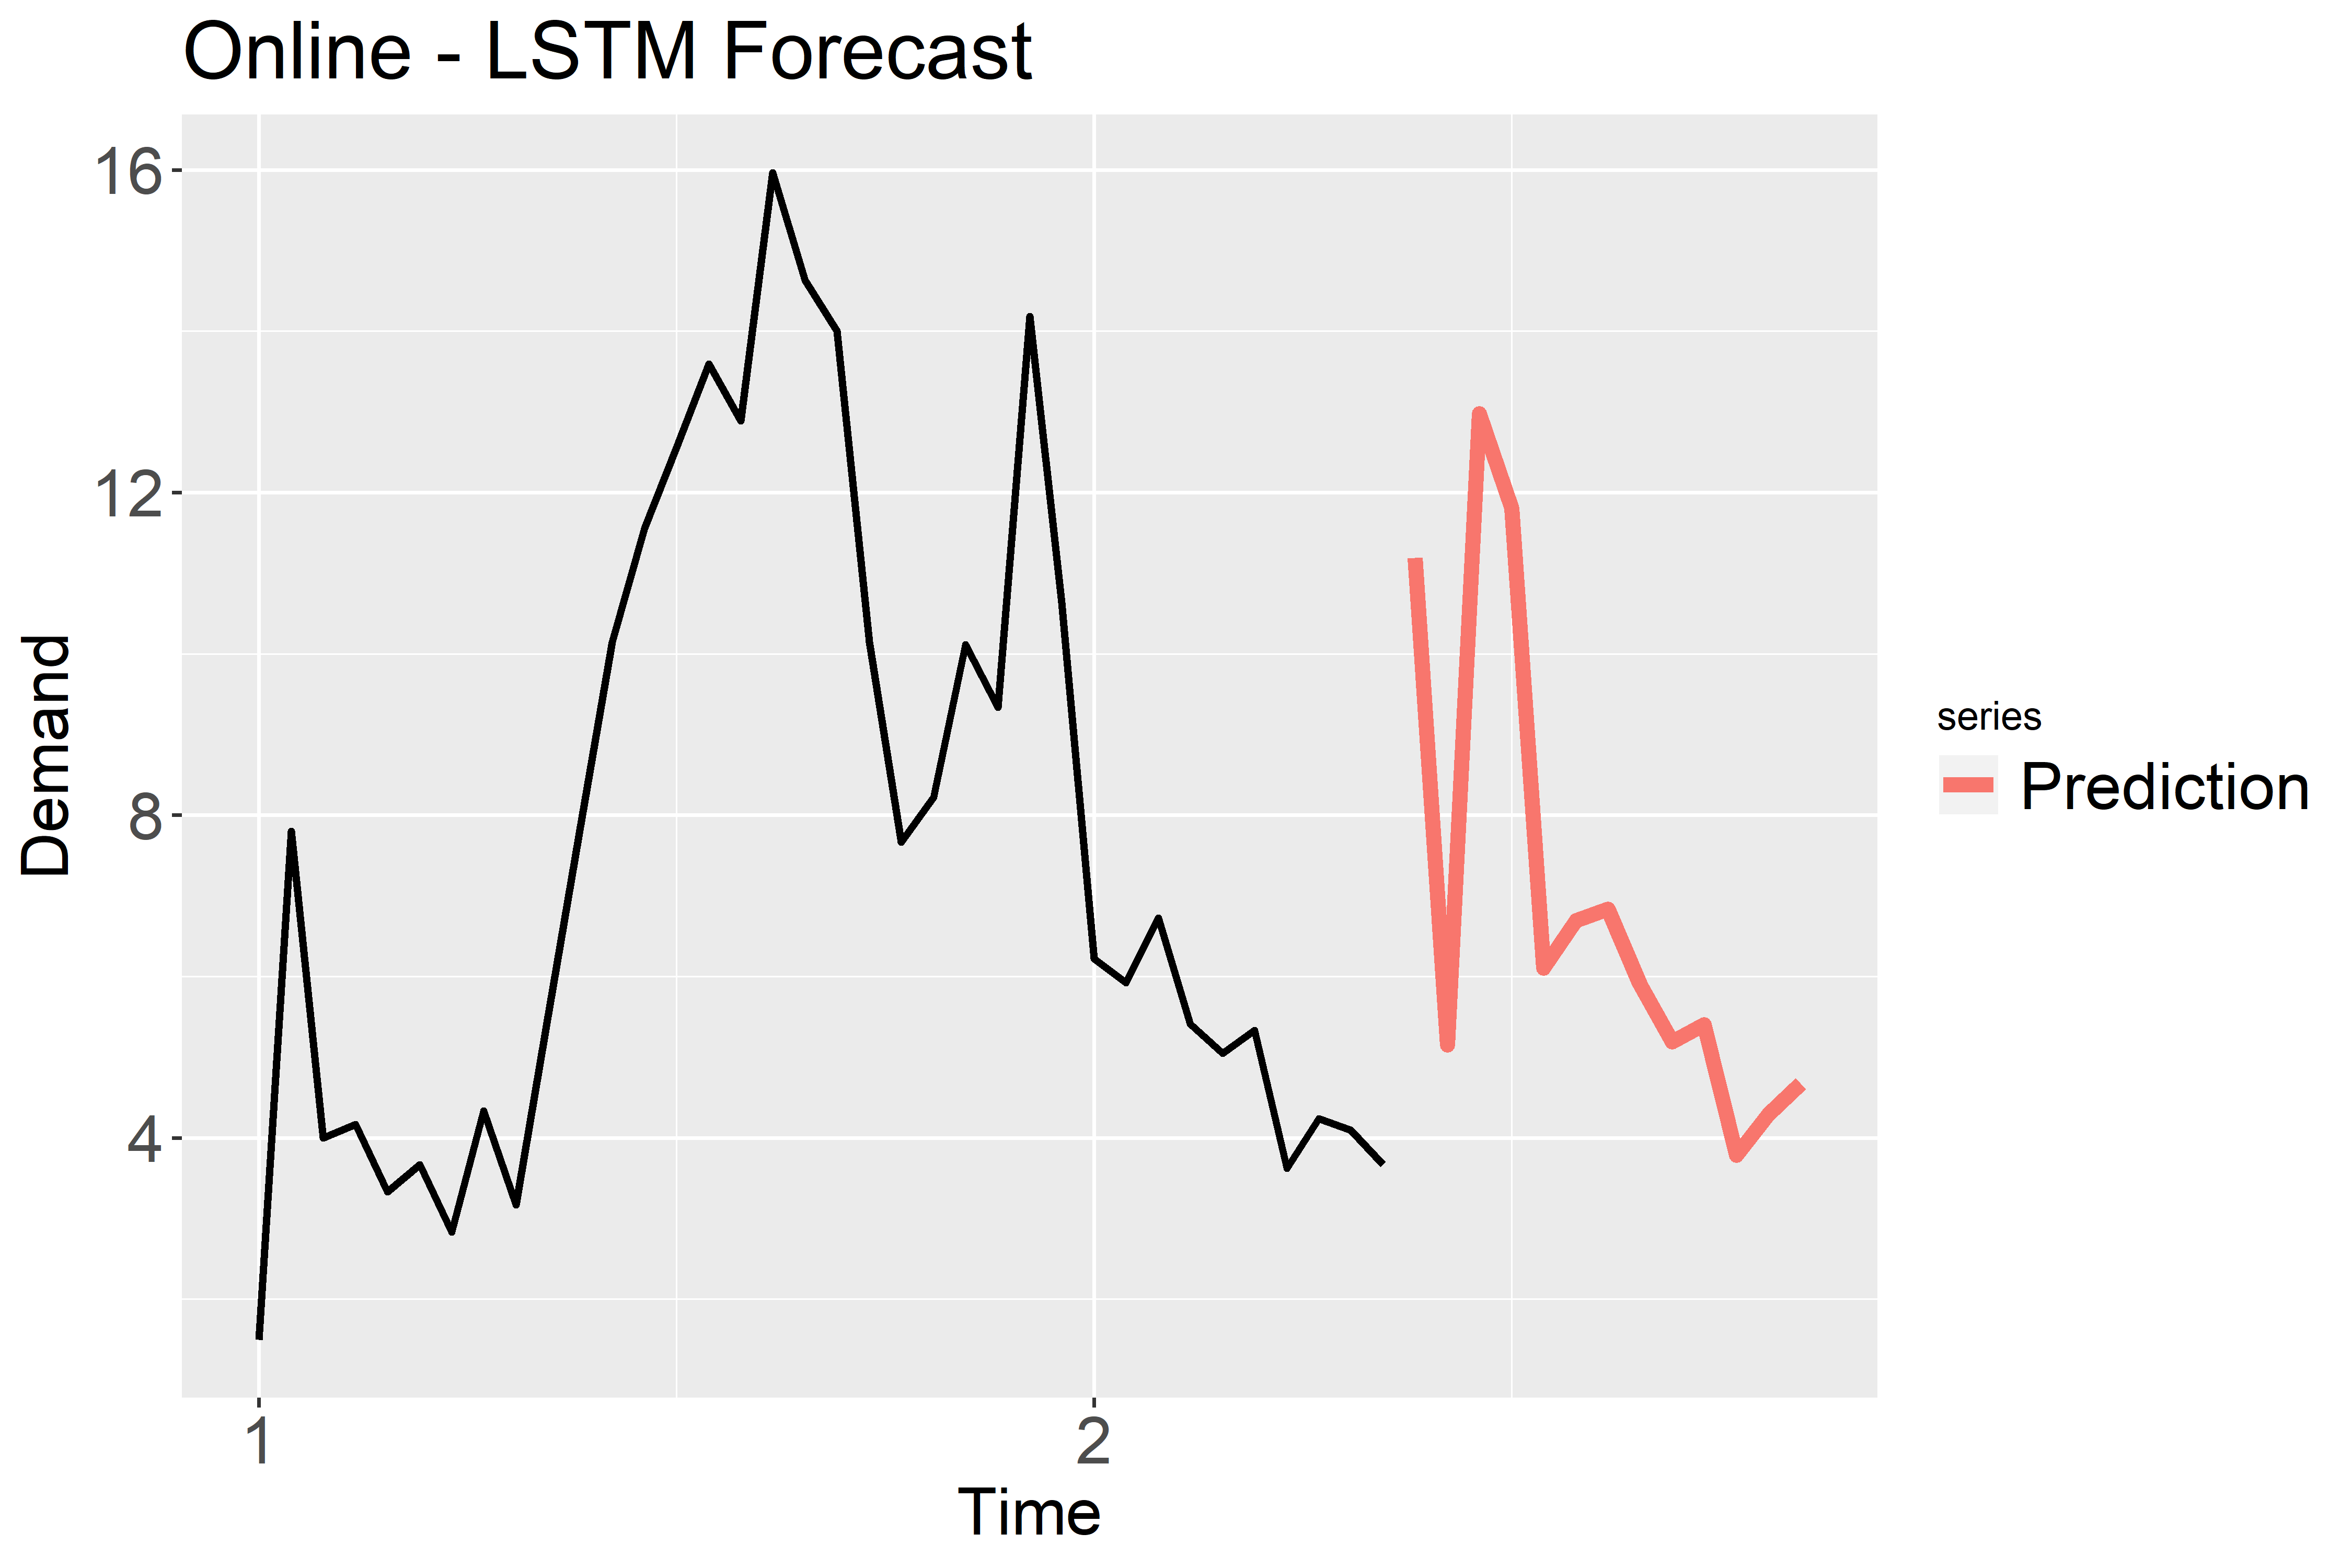 Online - LSTM Forecast
16
12
8
4
Demand
1
2
Time
series
Prediction